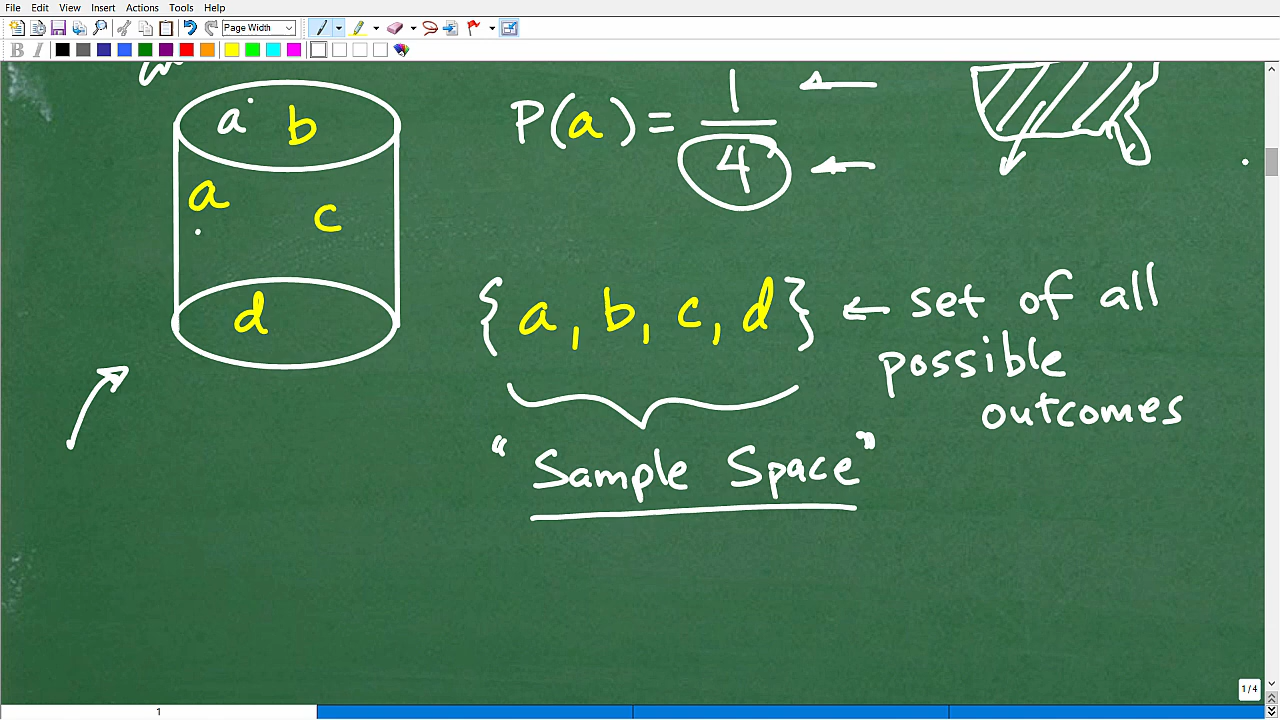 File Edit View Insert Actions Tools Help
Page Width
B I
a b
a
c
d
P(a) = 1/4
{a, b, c, d} ← set of all
possible
outcomes
"Sample Space"
1/4
1